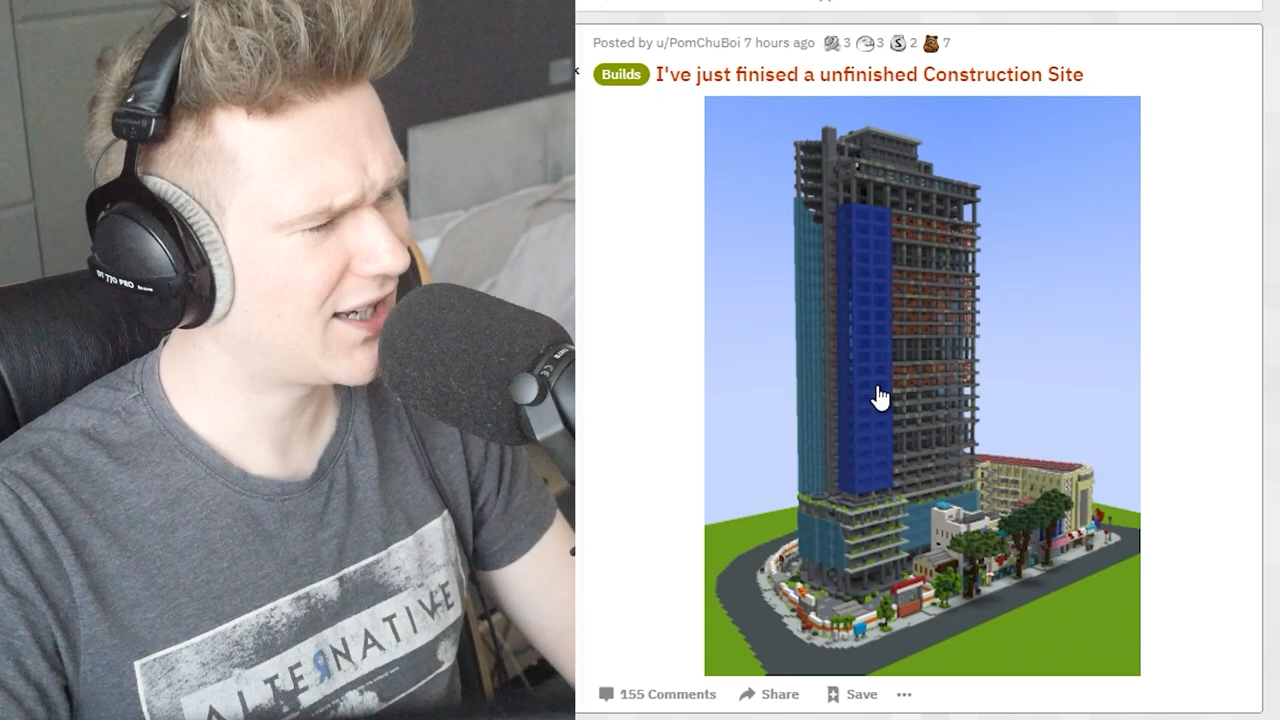 Posted by u/PomChuBoi 7 hours ago 3 3 2 7
Builds I've just finised a unfinished Construction Site
DT 770 PRO
ALTERNATIVE
155 Comments Share Save